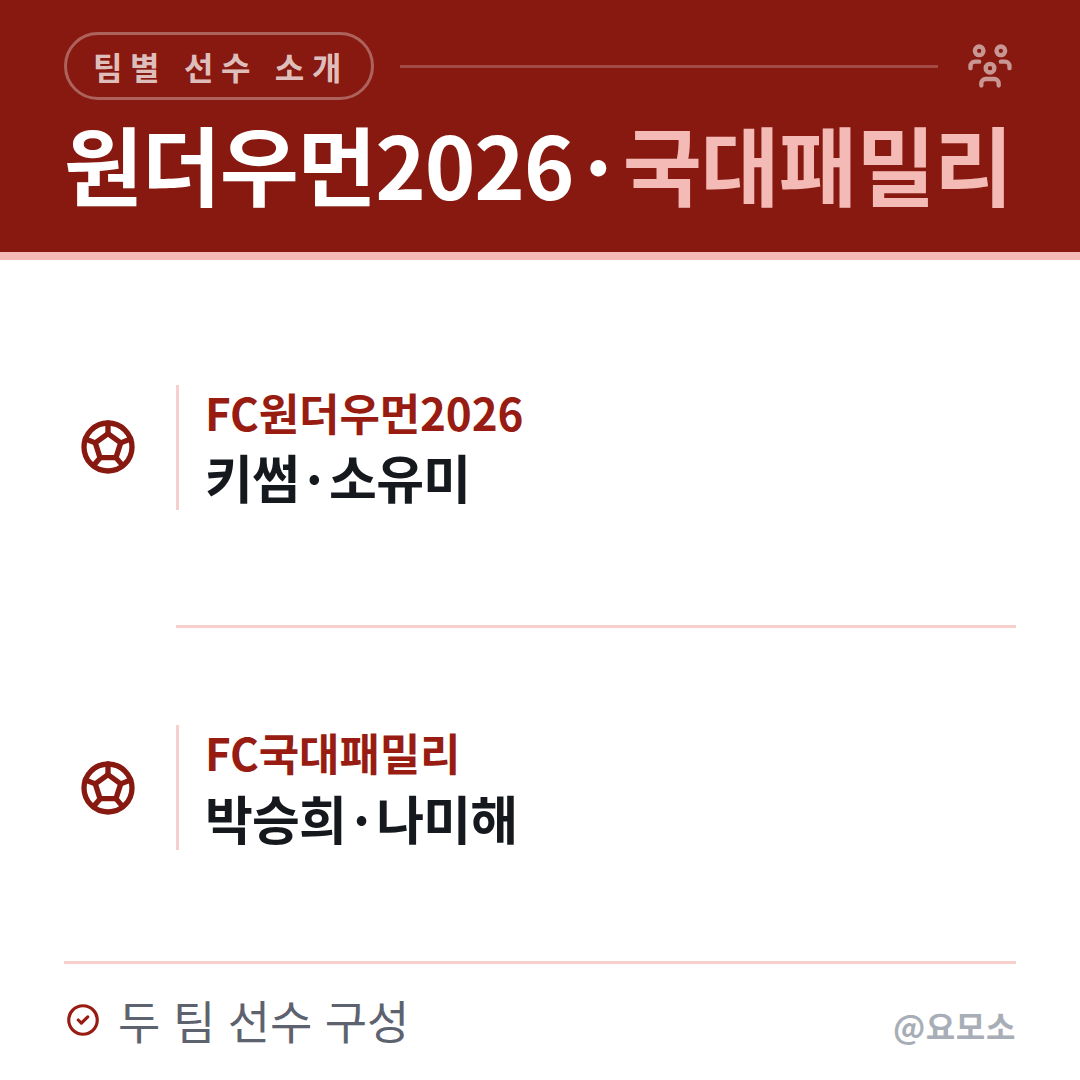 팀별 선수 소개
원더우먼2026·국대패밀리
FC원더우먼2026
키썸·소유미
FC국대패밀리
박승희·나미해
두 팀 선수 구성
@요모소